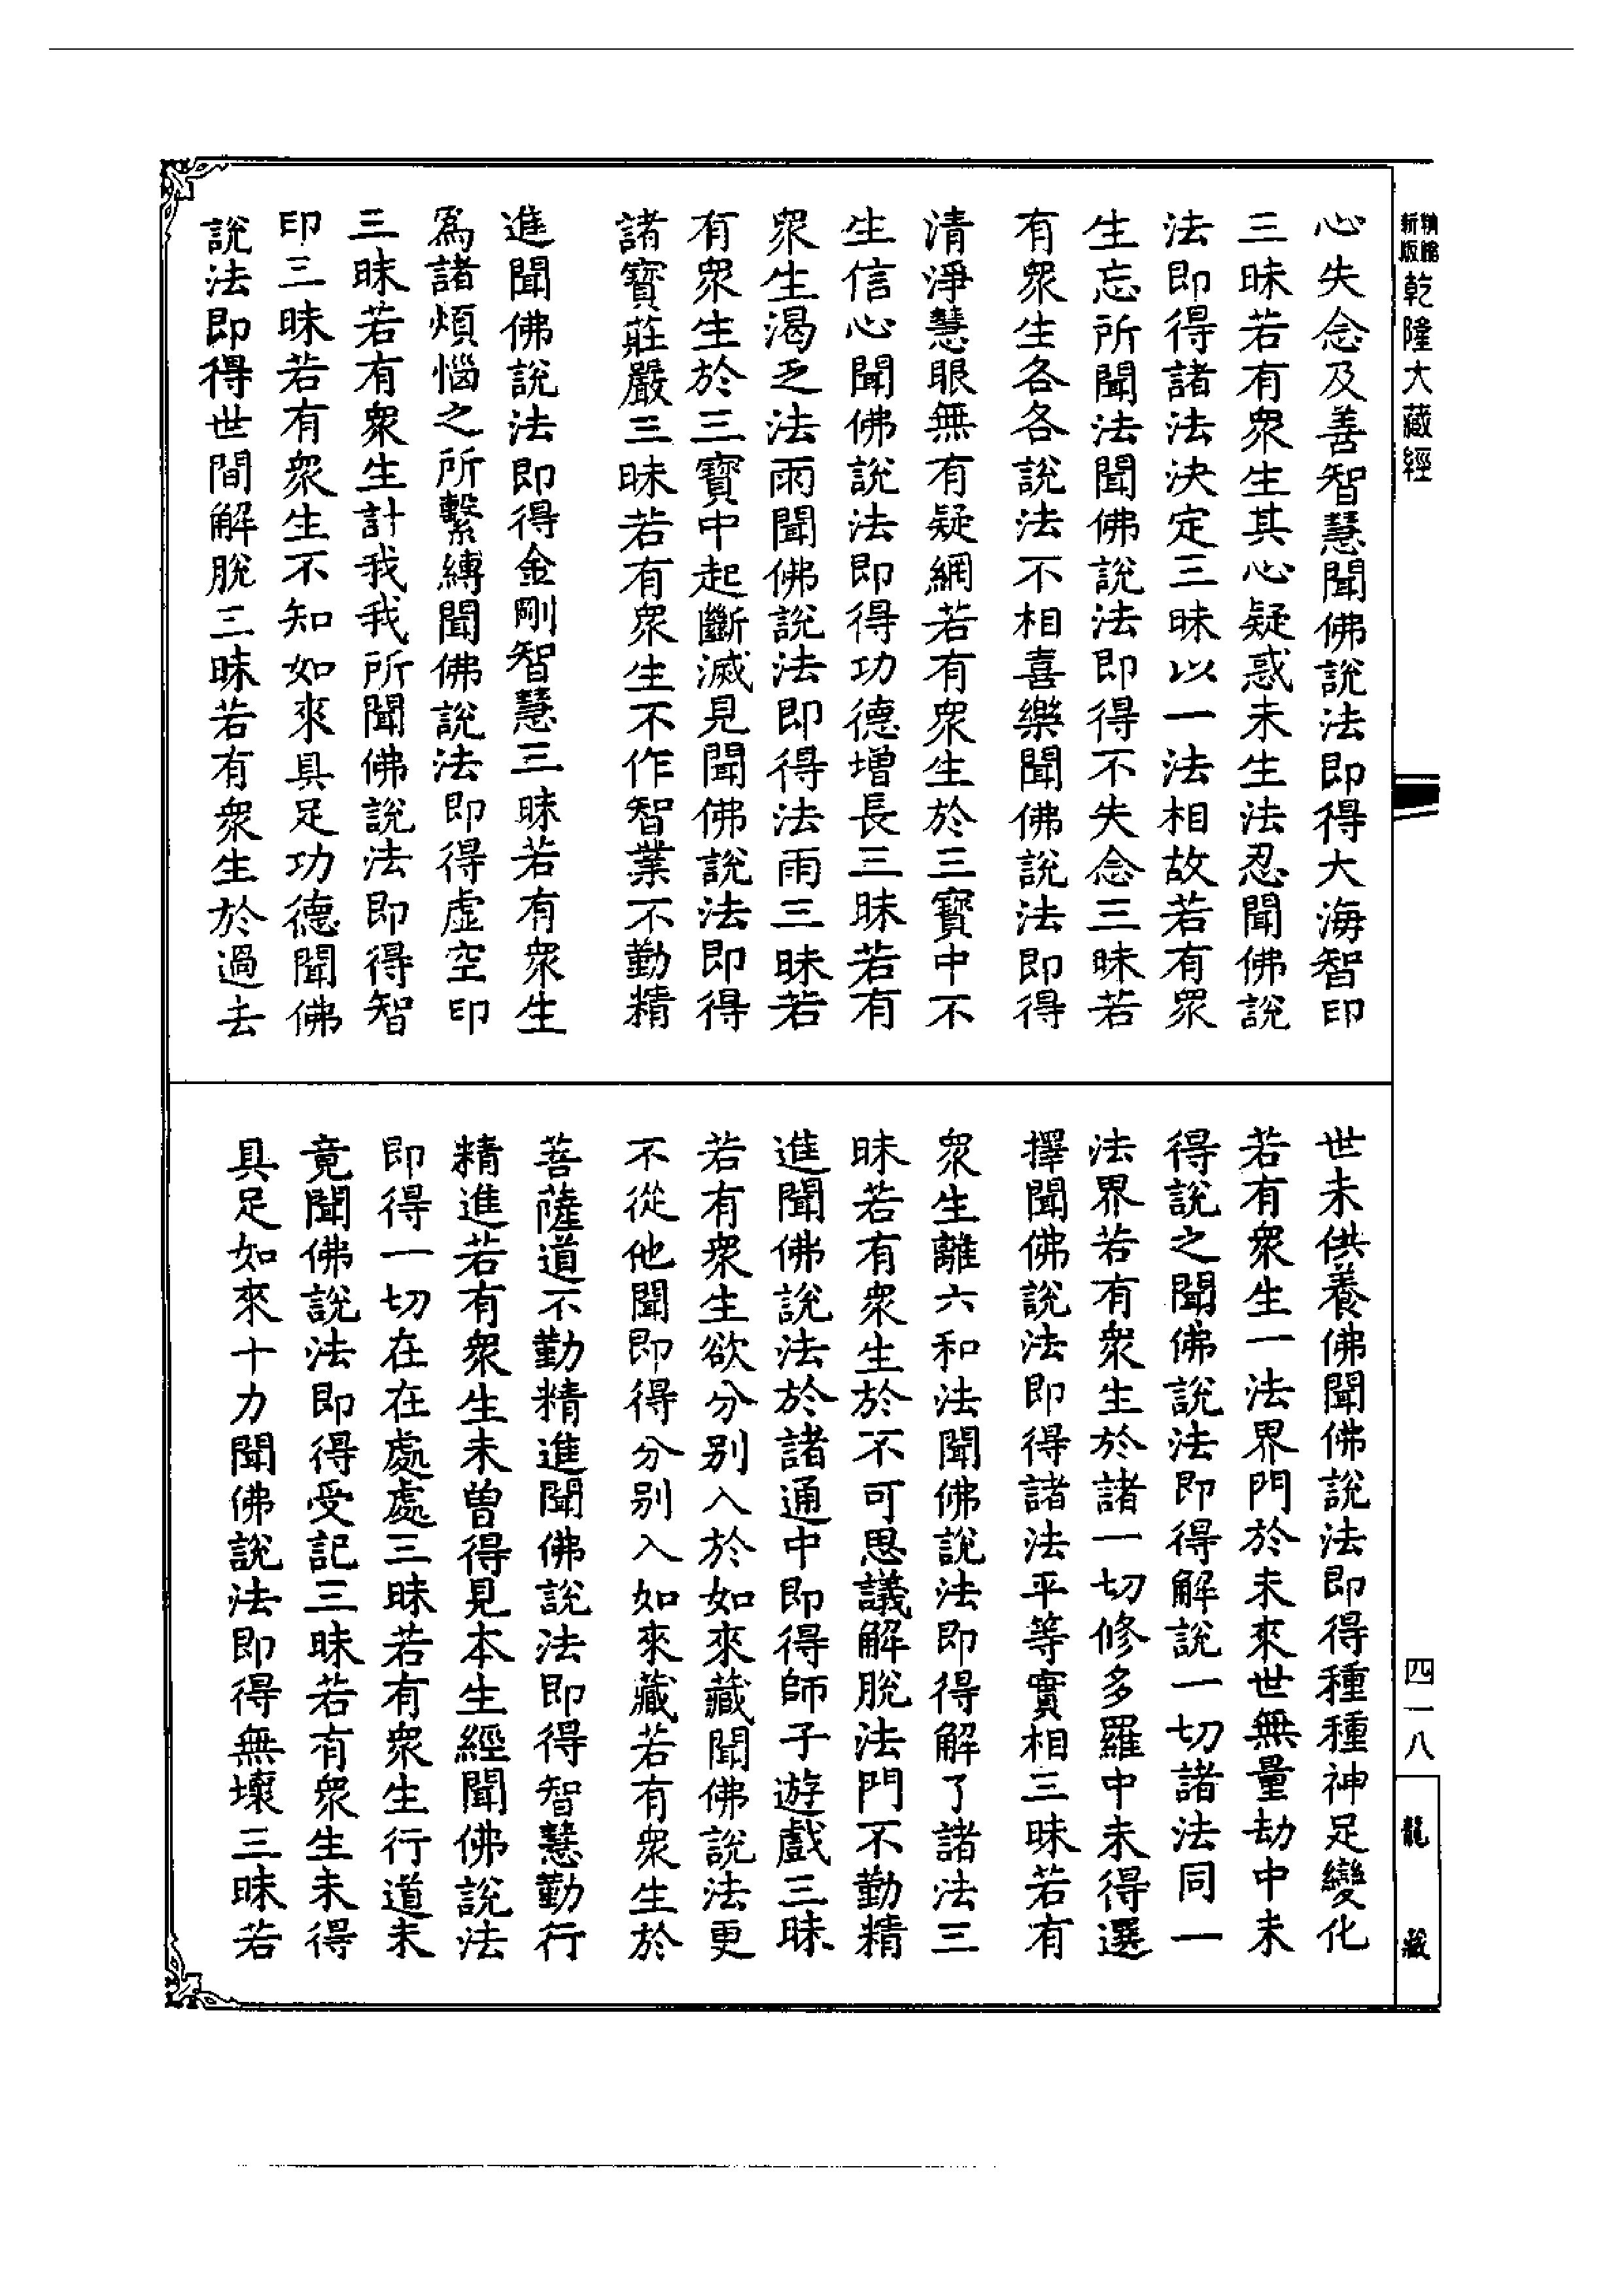 精縮新版乾隆大藏經
心失念及善智慧聞佛說法即得大海智印
三昧若有衆生其心疑惑未生法忍聞佛說
法即得諸法決定三昧以一法相故若有衆
生忘所聞法聞佛說法即得不失念三昧若
有衆生各各說法不相喜樂聞佛說法即得
清淨慧眼無有疑網若有衆生於三寶中不
生信心聞佛說法即得功德增長三昧若有
衆生渴乏法雨聞佛說法即得法雨三昧若
有衆生於三寶中起斷滅見聞佛說法即得
諸寶莊嚴三昧若有衆生不作智業不勤精
進聞佛說法即得金剛智慧三昧若有衆生
爲諸煩惱之所繫縛聞佛說法即得虛空印
三昧若有衆生計我我所聞佛說法即得智
印三昧若有衆生不知如來具足功德聞佛
說法即得世間解脫三昧若有衆生於過去
世未供養佛聞佛說法即得種種神足變化
若有衆生一法界門於未來世無量劫中未
得說之聞佛說法即得解說一切諸法同一
法界若有衆生於諸一切修多羅中未得選
擇聞佛說法即得諸法平等實相三昧若有
衆生離六和法聞佛說法即得解了諸法三
昧若有衆生於不可思議解脫法門不勤精
進聞佛說法於諸通中即得師子遊戲三昧
若有衆生欲分別入於如來藏聞佛說法更
不從他聞即得分別入如來藏若有衆生於
菩薩道不勤精進聞佛說法即得智慧勤行
精進若有衆生未曾得見本生經聞佛說法
即得一切在在處處三昧若有衆生行道未
竟聞佛說法即得受記三昧若有衆生未得
具足如來十力聞佛說法即得無壞三昧若
四一八
龍藏